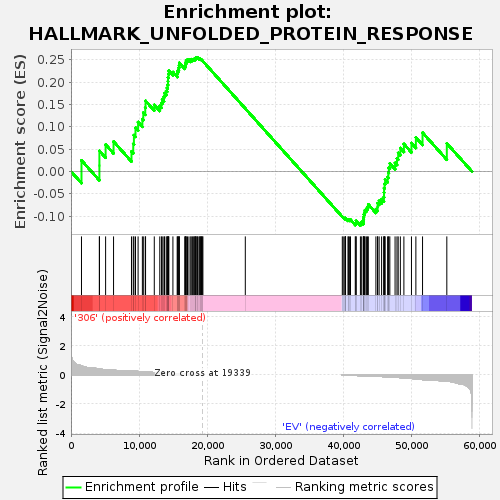 Enrichment plot:
HALLMARK_UNFOLDED_PROTEIN_RESPONSE
Enrichment score (ES)
0.25
0.20
0.15
0.10
0.05
0.00
-0.05
-0.10
'306' (positively correlated)
Ranked list metric (Signal2Noise)
4
2
0
-2
-4
Zero cross at 19339
'EV' (negatively correlated)
0 10,000 20,000 30,000 40,000 50,000 60,000
Rank in Ordered Dataset
Enrichment profile Hits Ranking metric scores